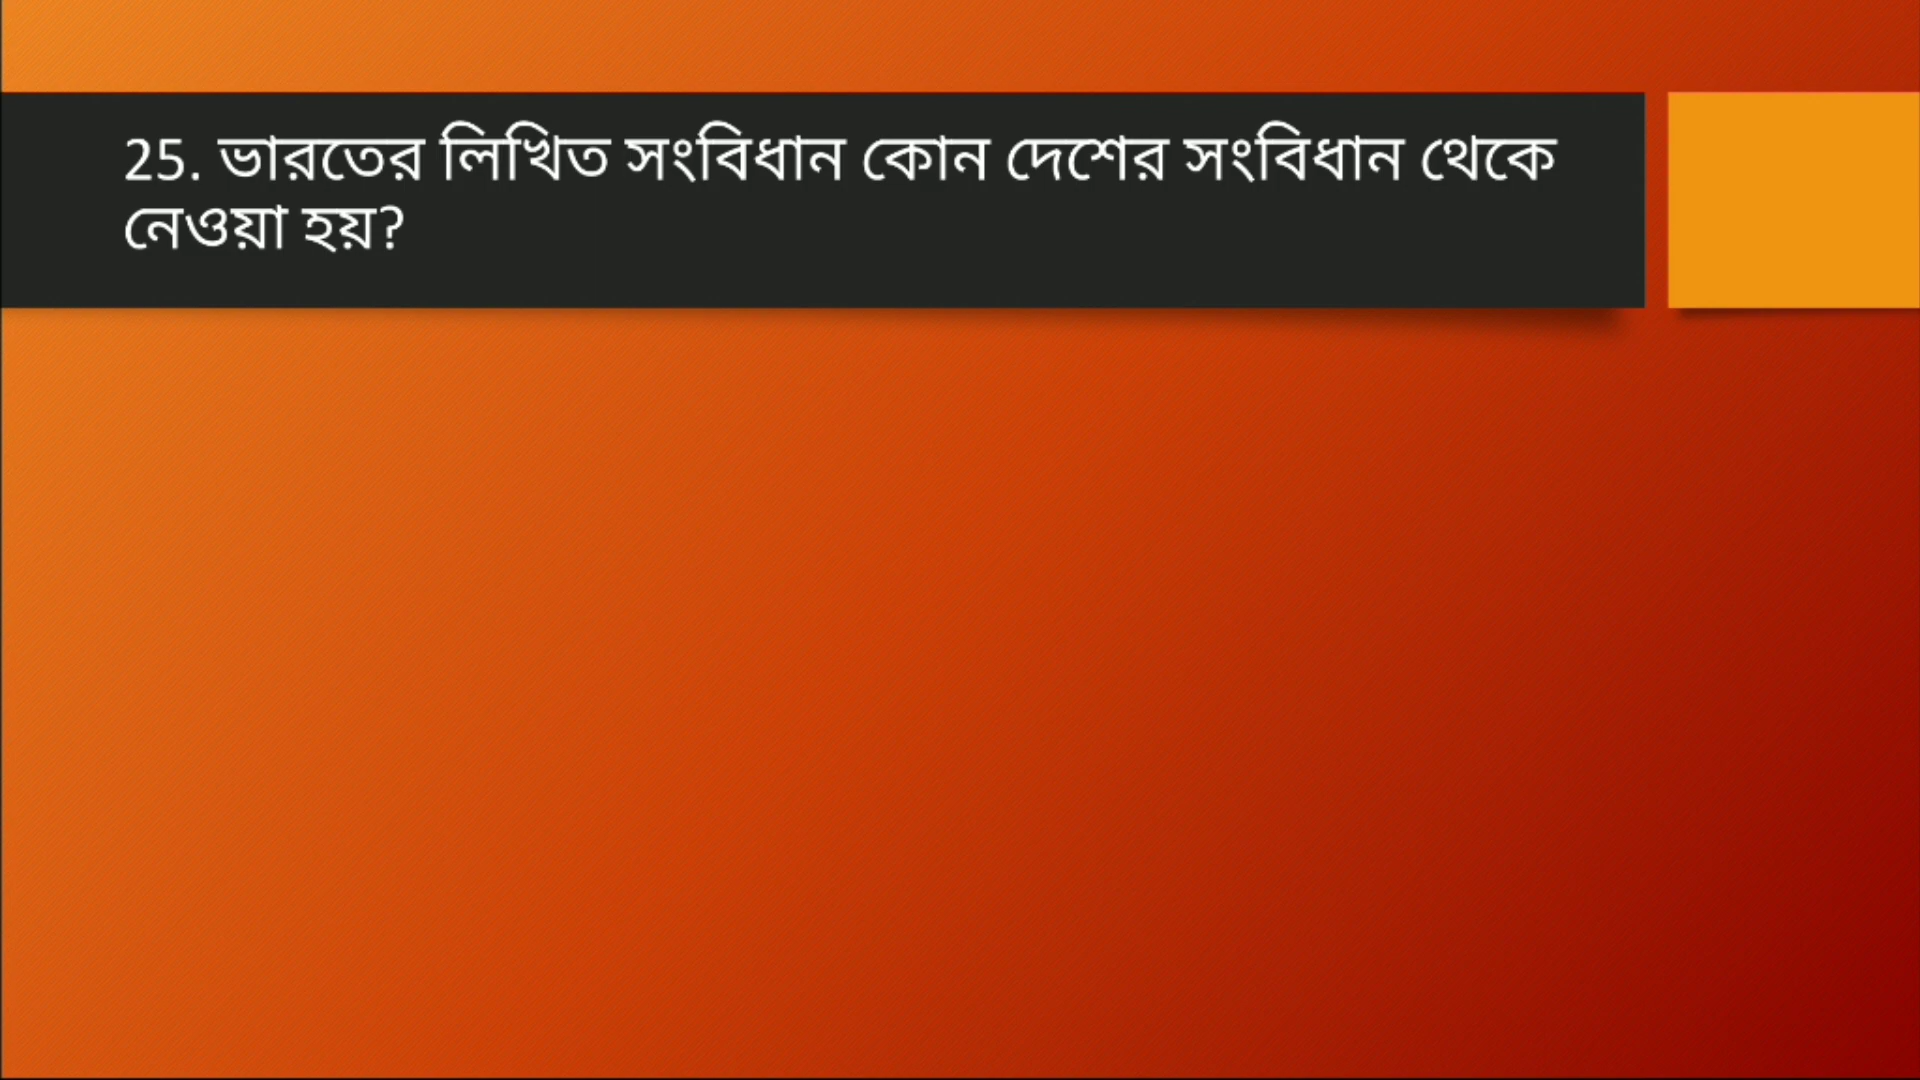 25. ভারতের লিখিত সংবিধান কোন দেশের সংবিধান থেকে
নেওয়া হয়?